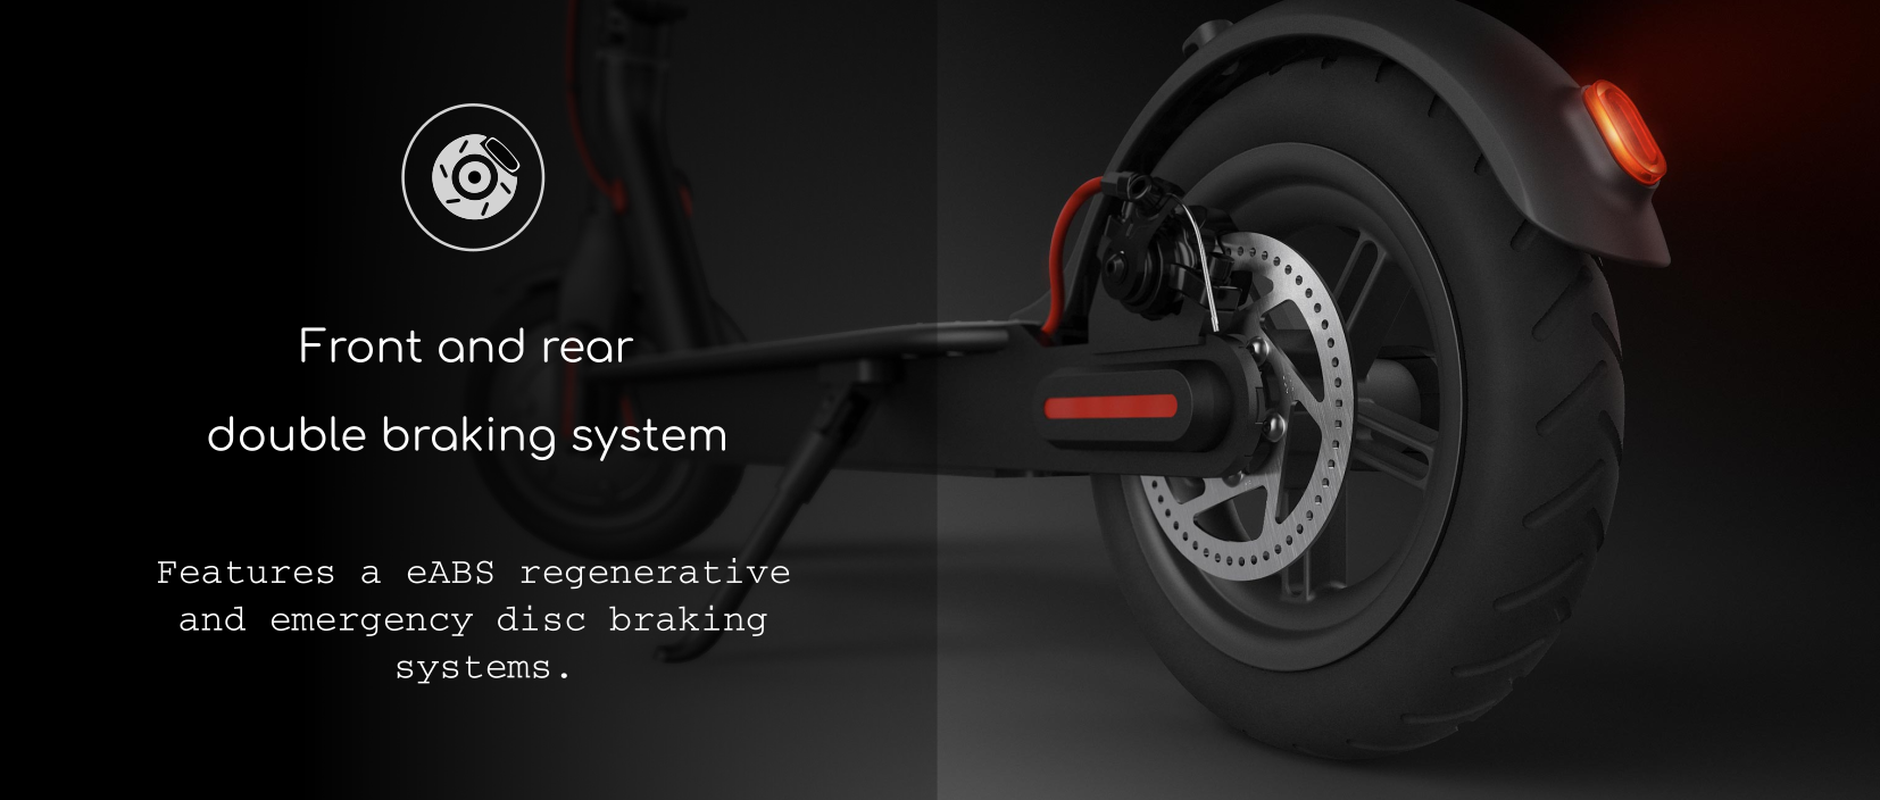 Front and rear
double braking system
Features a eABS regenerative
and emergency disc braking
systems.